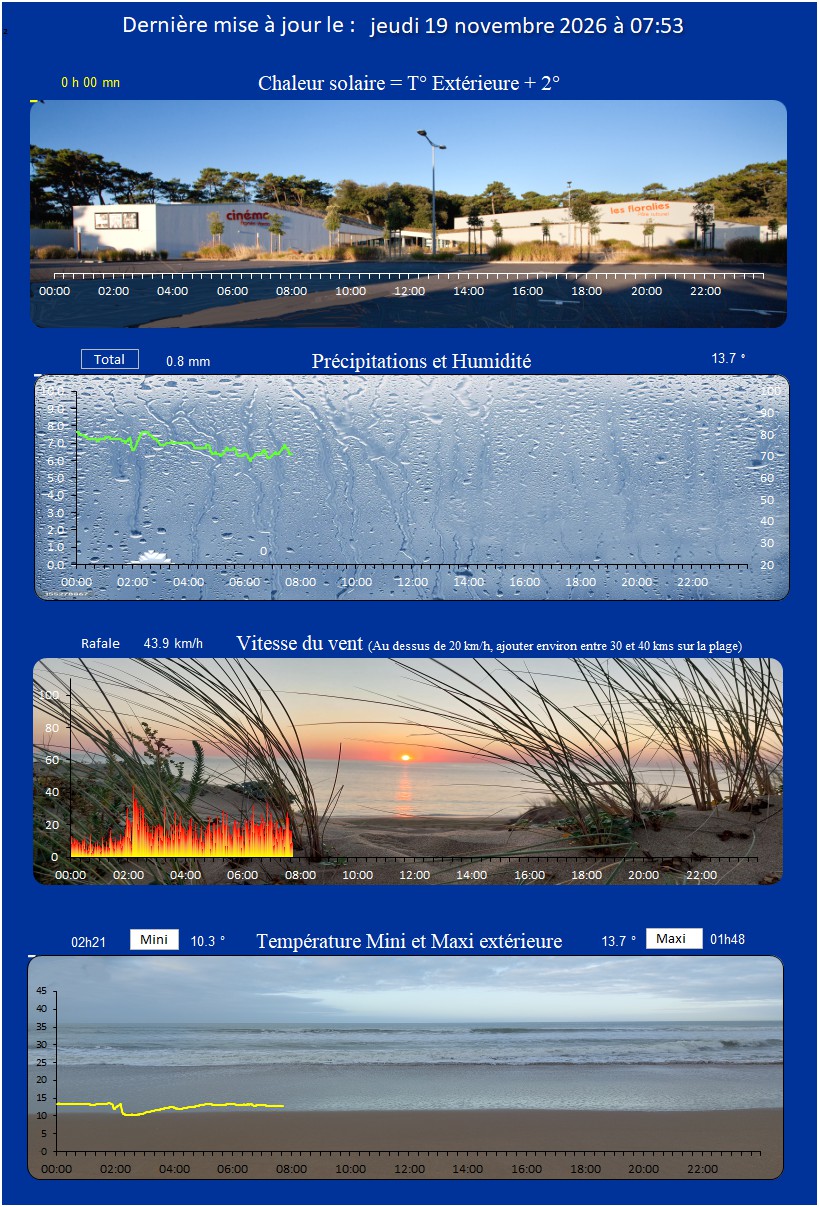 Dernière mise à jour le : jeudi 19 novembre 2026 à 07:53
0 h 00 mn Chaleur solaire = T° Extérieure + 2°
cinéma
les floralies
00:00 02:00 04:00 06:00 08:00 10:00 12:00 14:00 16:00 18:00 20:00 22:00
Total 0.8 mm Précipitations et Humidité 13.7 °
10.0 100
9.0 90
8.0 80
7.0
6.0 70
5.0 60
4.0 50
3.0
2.0 40
1.0 0 30
0.0 20
00:00 02:00 04:00 06:00 08:00 10:00 12:00 14:00 16:00 18:00 20:00 22:00
Rafale 43.9 km/h Vitesse du vent (Au dessus de 20 km/h, ajouter environ entre 30 et 40 kms sur la plage)
100
80
60
40
20
0
00:00 02:00 04:00 06:00 08:00 10:00 12:00 14:00 16:00 18:00 20:00 22:00
02h21 Mini 10.3 ° Température Mini et Maxi extérieure 13.7 ° Maxi 01h48
45
40
35
30
25
20
15
10
5
0
00:00 02:00 04:00 06:00 08:00 10:00 12:00 14:00 16:00 18:00 20:00 22:00